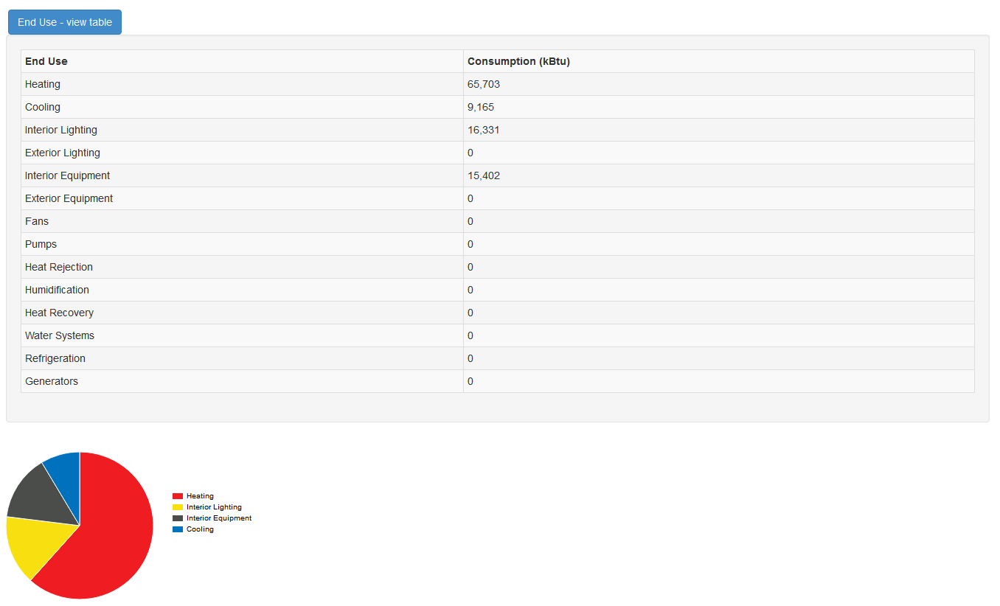 End Use - view table
End Use Consumption (kBtu)
Heating 65,703
Cooling 9,165
Interior Lighting 16,331
Exterior Lighting 0
Interior Equipment 15,402
Exterior Equipment 0
Fans 0
Pumps 0
Heat Rejection 0
Humidification 0
Heat Recovery 0
Water Systems 0
Refrigeration 0
Generators 0
Heating
Interior Lighting
Interior Equipment
Cooling